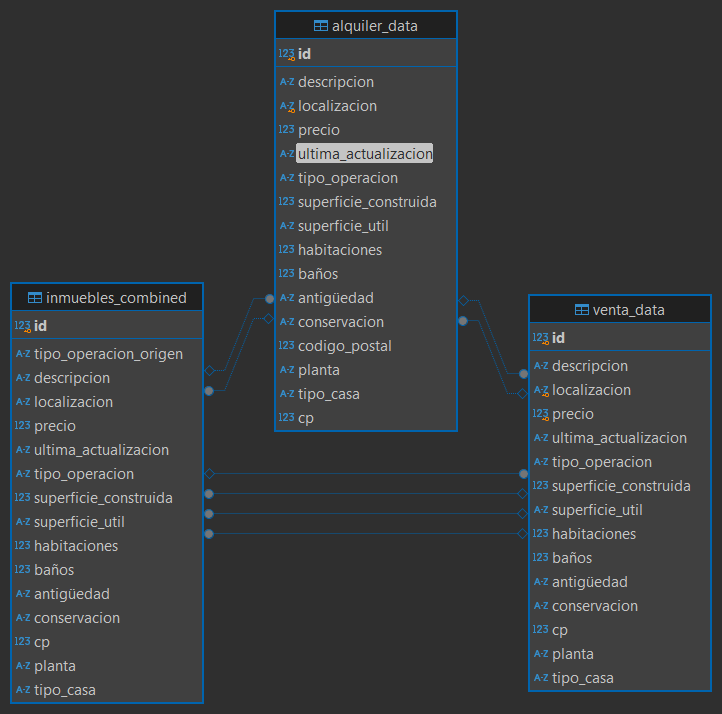 alquiler_data
123 id
A-Z descripcion
A-Z localizacion
123 precio
A-Z ultima_actualizacion
A-Z tipo_operacion
123 superficie_construida
A-Z superficie_util
123 habitaciones
123 baños
A-Z antigüedad
A-Z conservacion
123 codigo_postal
A-Z planta
A-Z tipo_casa
123 cp
inmuebles_combined
123 id
A-Z tipo_operacion_origen
A-Z descripcion
A-Z localizacion
123 precio
A-Z ultima_actualizacion
A-Z tipo_operacion
123 superficie_construida
A-Z superficie_util
123 habitaciones
123 baños
A-Z antigüedad
A-Z conservacion
123 cp
A-Z planta
A-Z tipo_casa
venta_data
123 id
A-Z descripcion
A-Z localizacion
123 precio
A-Z ultima_actualizacion
A-Z tipo_operacion
123 superficie_construida
A-Z superficie_util
123 habitaciones
123 baños
A-Z antigüedad
A-Z conservacion
123 cp
A-Z planta
A-Z tipo_casa